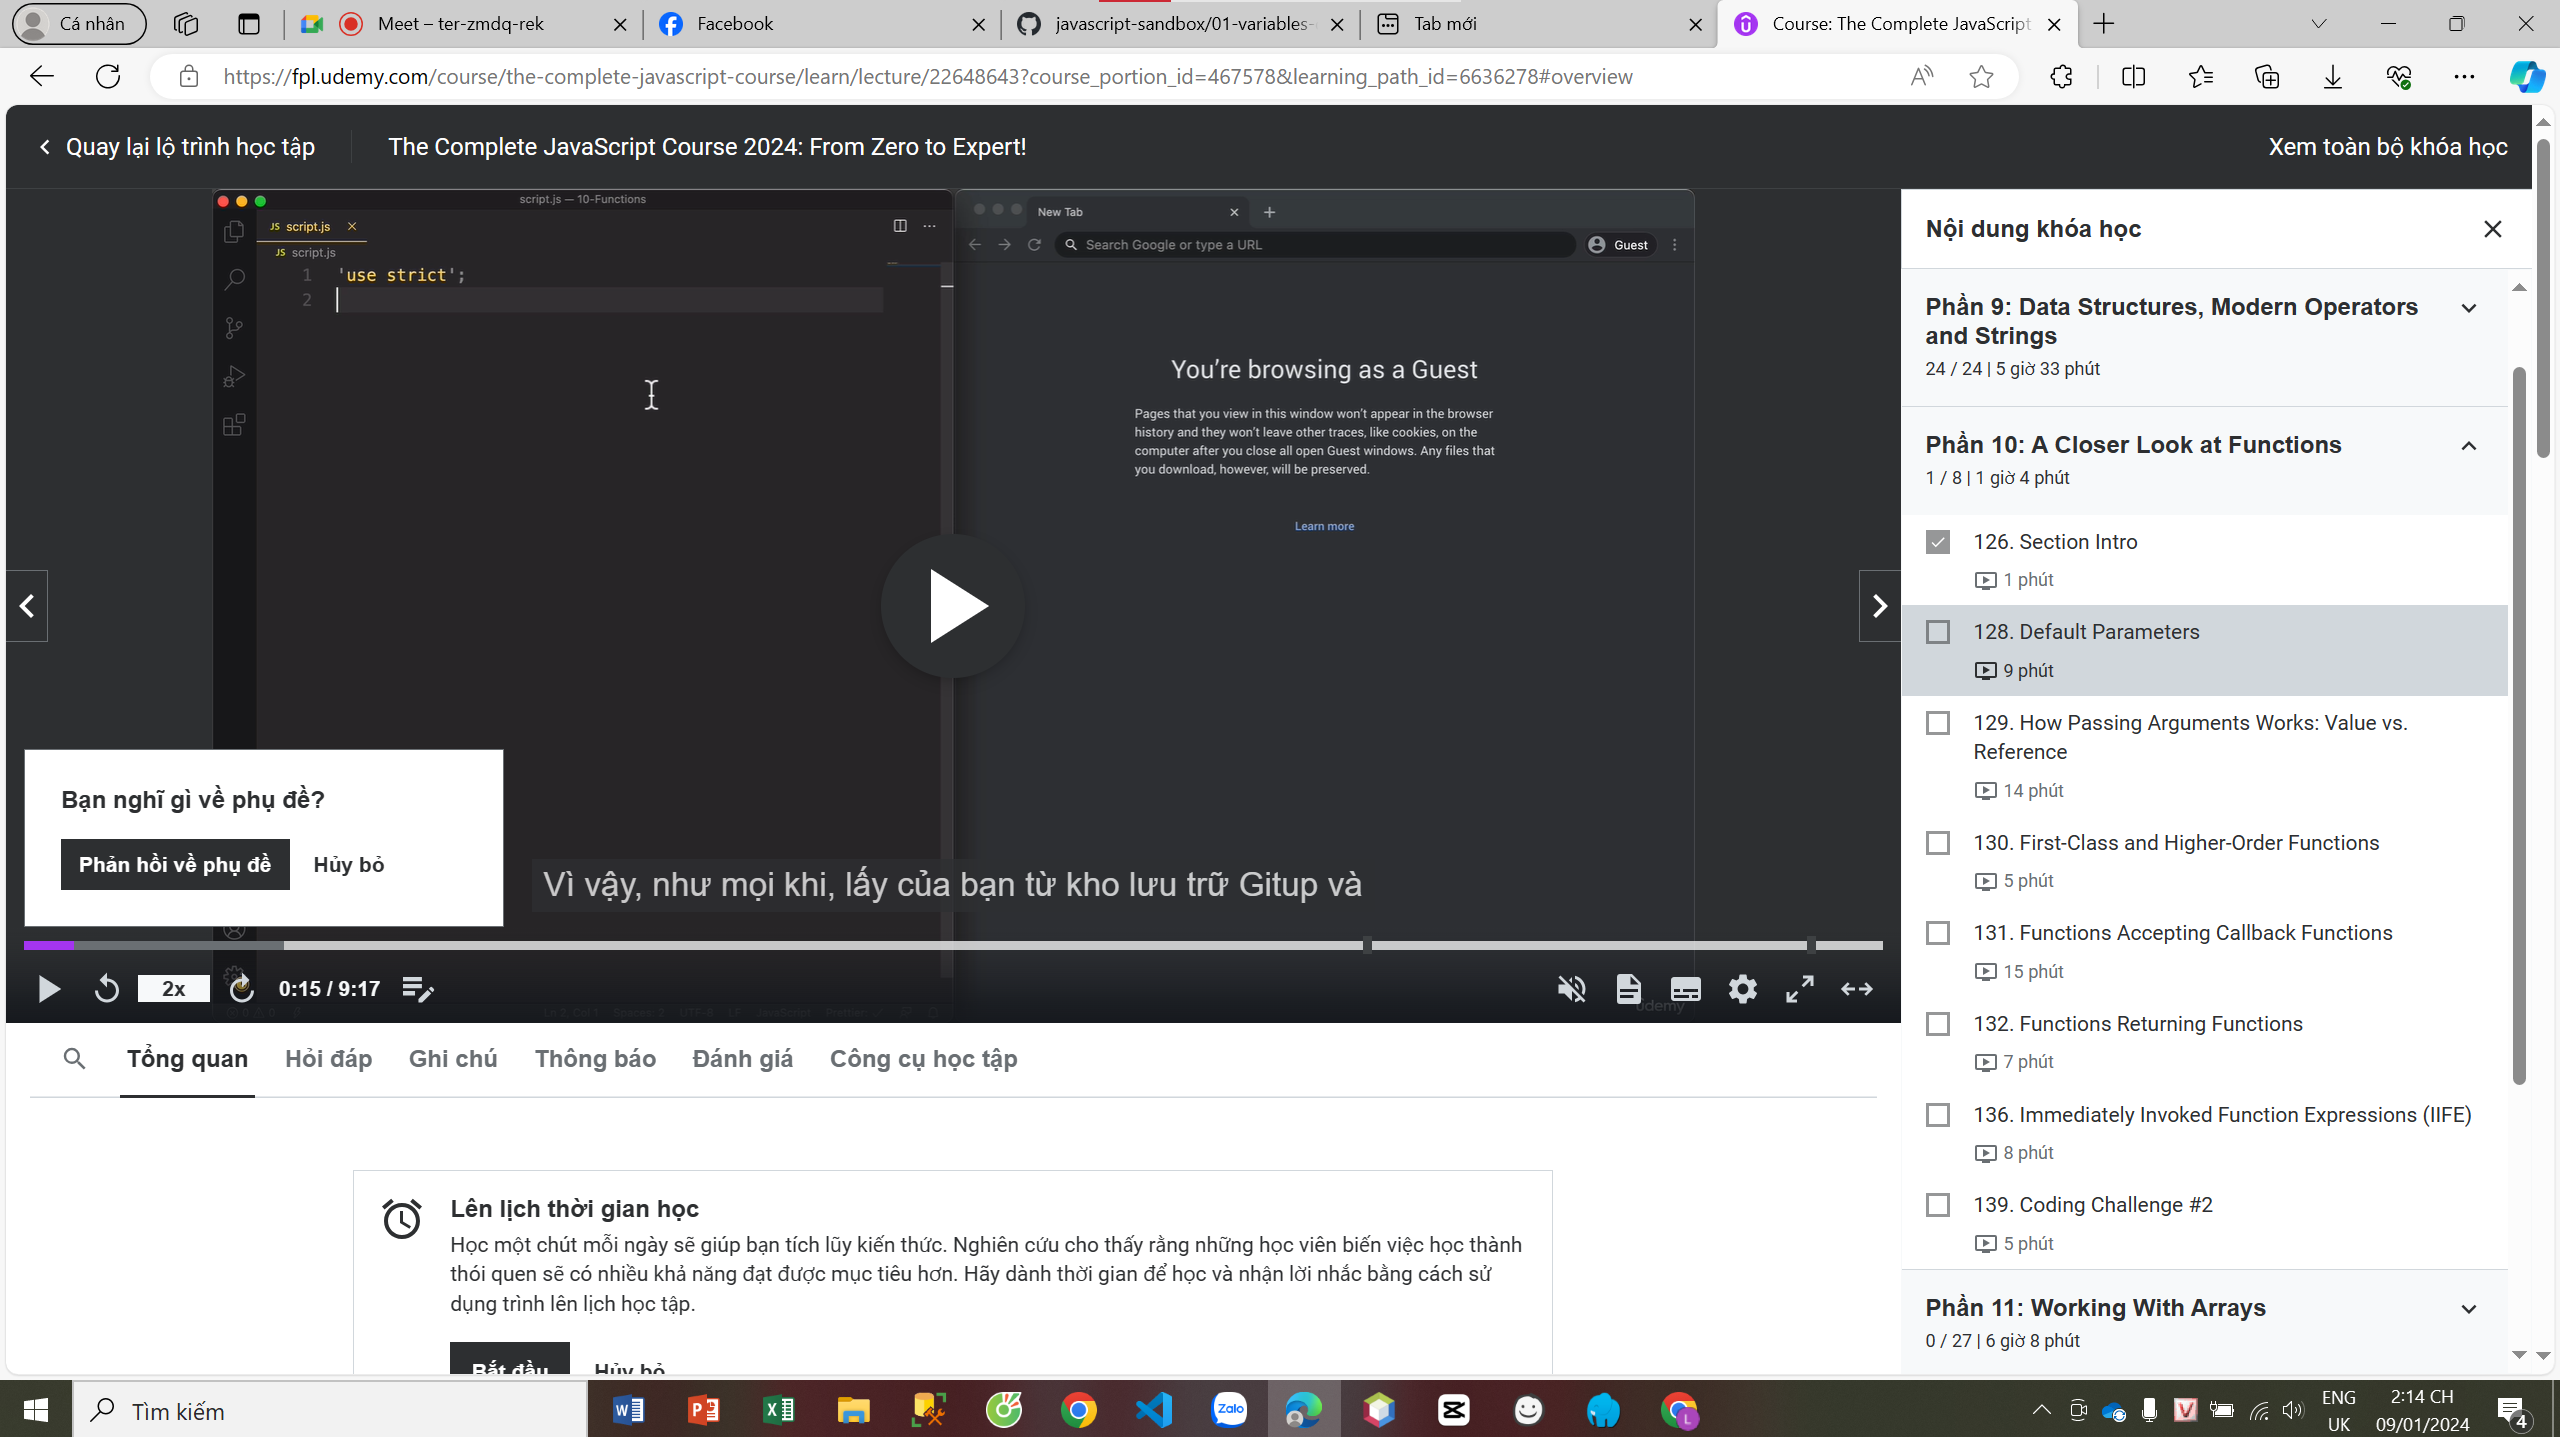 Cá nhân
Meet – ter-zmdq-rek
Facebook
javascript-sandbox/01-variables-
Tab mới
Course: The Complete JavaScript
https://fpl.udemy.com/course/the-complete-javascript-course/learn/lecture/22648643?course_portion_id=467578&learning_path_id=6636278#overview
Quay lại lộ trình học tập
The Complete JavaScript Course 2024: From Zero to Expert!
Xem toàn bộ khóa học
script.js — 10-Functions
JS script.js
JS script.js
1 'use strict';
2
New Tab
Search Google or type a URL
Guest
You're browsing as a Guest
Pages that you view in this window won't appear in the browser
history and they won't leave other traces, like cookies, on the
computer after you close all open Guest windows. Any files that
you download, however, will be preserved.
Learn more
Bạn nghĩ gì về phụ đề?
Phản hồi về phụ đề
Hủy bỏ
Vì vậy, như mọi khi, lấy của bạn từ kho lưu trữ Gitup và
2x
0:15 / 9:17
udemy
Nội dung khóa học
Phần 9: Data Structures, Modern Operators
and Strings
24 / 24 | 5 giờ 33 phút
Phần 10: A Closer Look at Functions
1 / 8 | 1 giờ 4 phút
126. Section Intro
1 phút
128. Default Parameters
9 phút
129. How Passing Arguments Works: Value vs.
Reference
14 phút
130. First-Class and Higher-Order Functions
5 phút
131. Functions Accepting Callback Functions
15 phút
132. Functions Returning Functions
7 phút
136. Immediately Invoked Function Expressions (IIFE)
8 phút
139. Coding Challenge #2
5 phút
Phần 11: Working With Arrays
0 / 27 | 6 giờ 8 phút
Tổng quan
Hỏi đáp
Ghi chú
Thông báo
Đánh giá
Công cụ học tập
Lên lịch thời gian học
Học một chút mỗi ngày sẽ giúp bạn tích lũy kiến thức. Nghiên cứu cho thấy rằng những học viên biến việc học thành
thói quen sẽ có nhiều khả năng đạt được mục tiêu hơn. Hãy dành thời gian để học và nhận lời nhắc bằng cách sử
dụng trình lên lịch học tập.
Bắt đầu
Hủy bỏ
Tìm kiếm
Zalo
L
ENG
UK
2:14 CH
09/01/2024
4